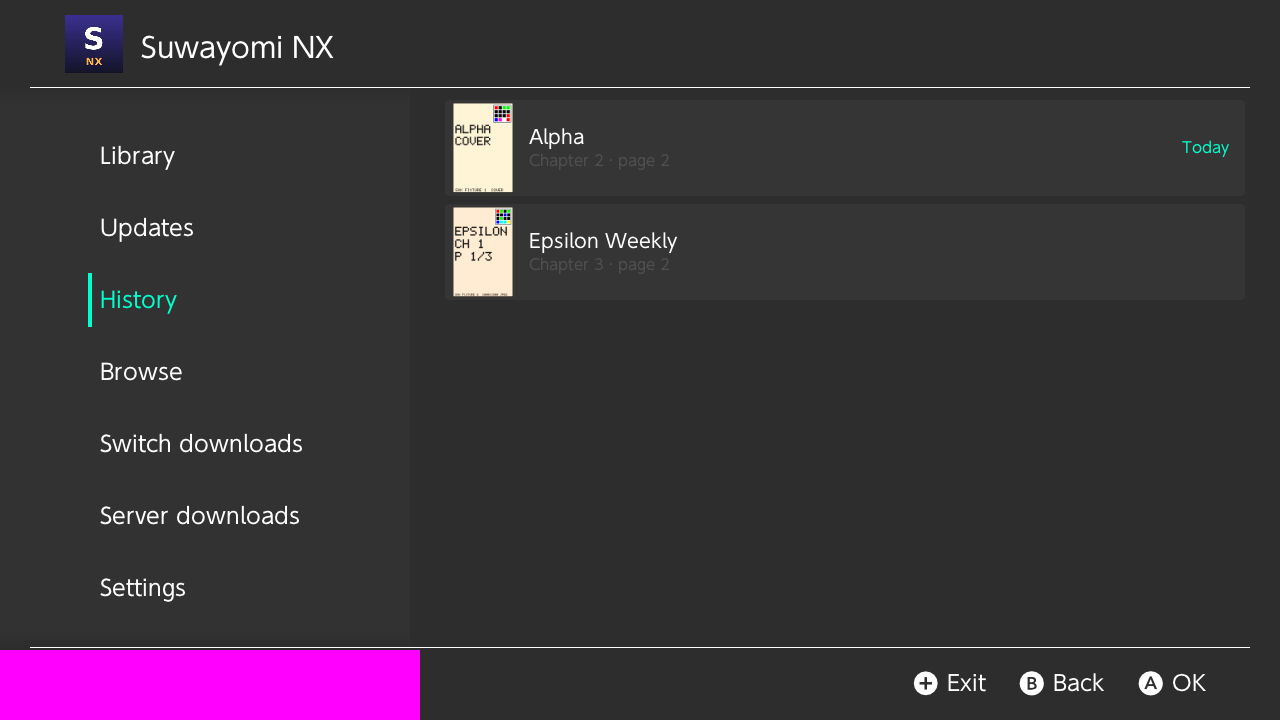 S
NX
Suwayomi NX
Library
Updates
History
Browse
Switch downloads
Server downloads
Settings
ALPHA
COVER
Alpha
Chapter 2 · page 2
Today
EPSILON
CH 1
P 1/3
Epsilon Weekly
Chapter 3 · page 2
+ Exit
B Back
A OK